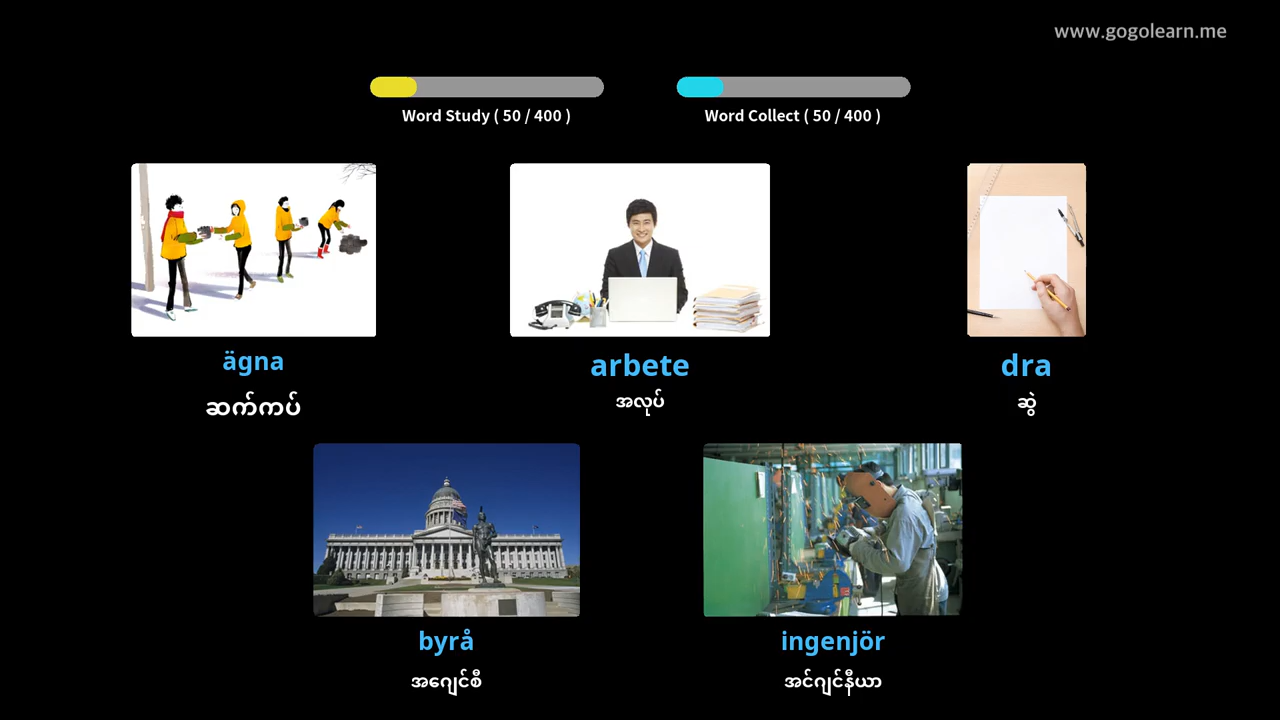 www.gogolearn.me
Word Study ( 50 / 400 )
Word Collect ( 50 / 400 )
ägna
ဆက်ကပ်
arbete
အလုပ်
dra
ဆွဲ
byrå
အဂျေင်စီ
ingenjör
အင်ဂျင်နီယာ